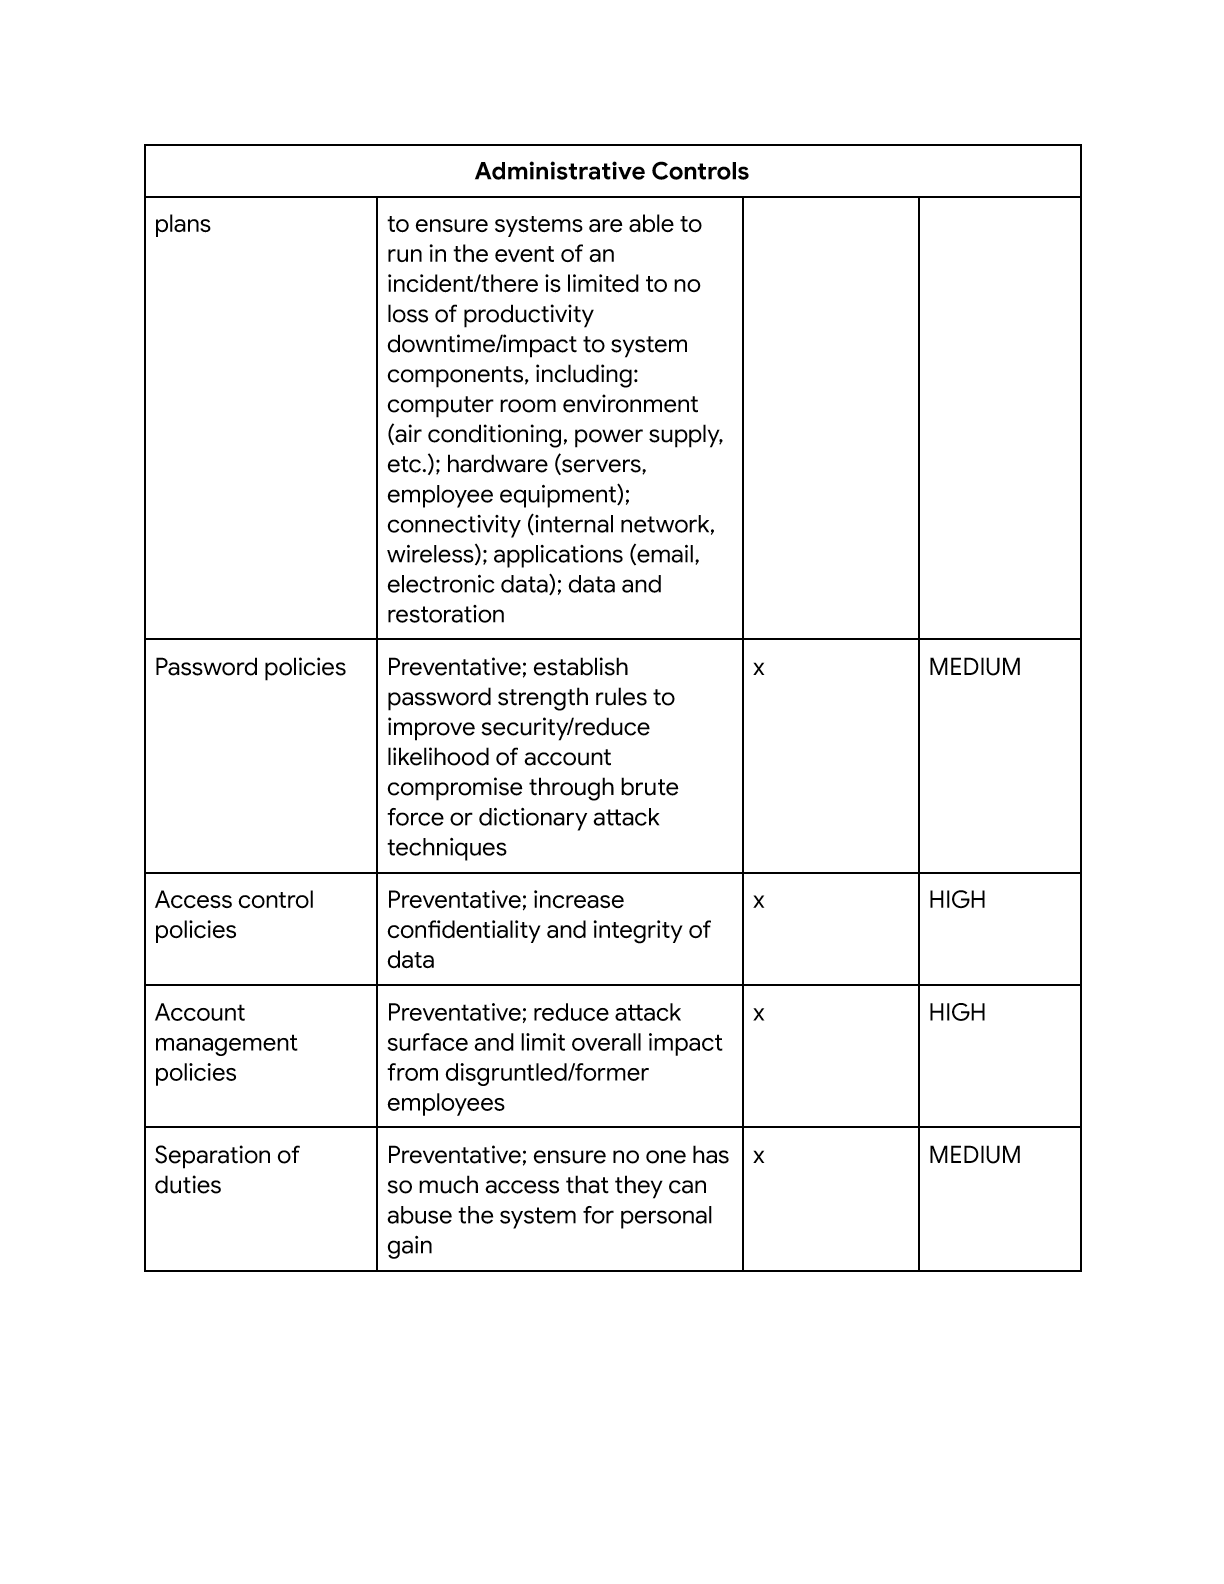 Administrative Controls
plans
to ensure systems are able to
run in the event of an
incident/there is limited to no
loss of productivity
downtime/impact to system
components, including:
computer room environment
(air conditioning, power supply,
etc.); hardware (servers,
employee equipment);
connectivity (internal network,
wireless); applications (email,
electronic data); data and
restoration
Password policies
Preventative; establish
password strength rules to
improve security/reduce
likelihood of account
compromise through brute
force or dictionary attack
techniques
x
MEDIUM
Access control
policies
Preventative; increase
confidentiality and integrity of
data
x
HIGH
Account
management
policies
Preventative; reduce attack
surface and limit overall impact
from disgruntled/former
employees
x
HIGH
Separation of
duties
Preventative; ensure no one has
so much access that they can
abuse the system for personal
gain
x
MEDIUM